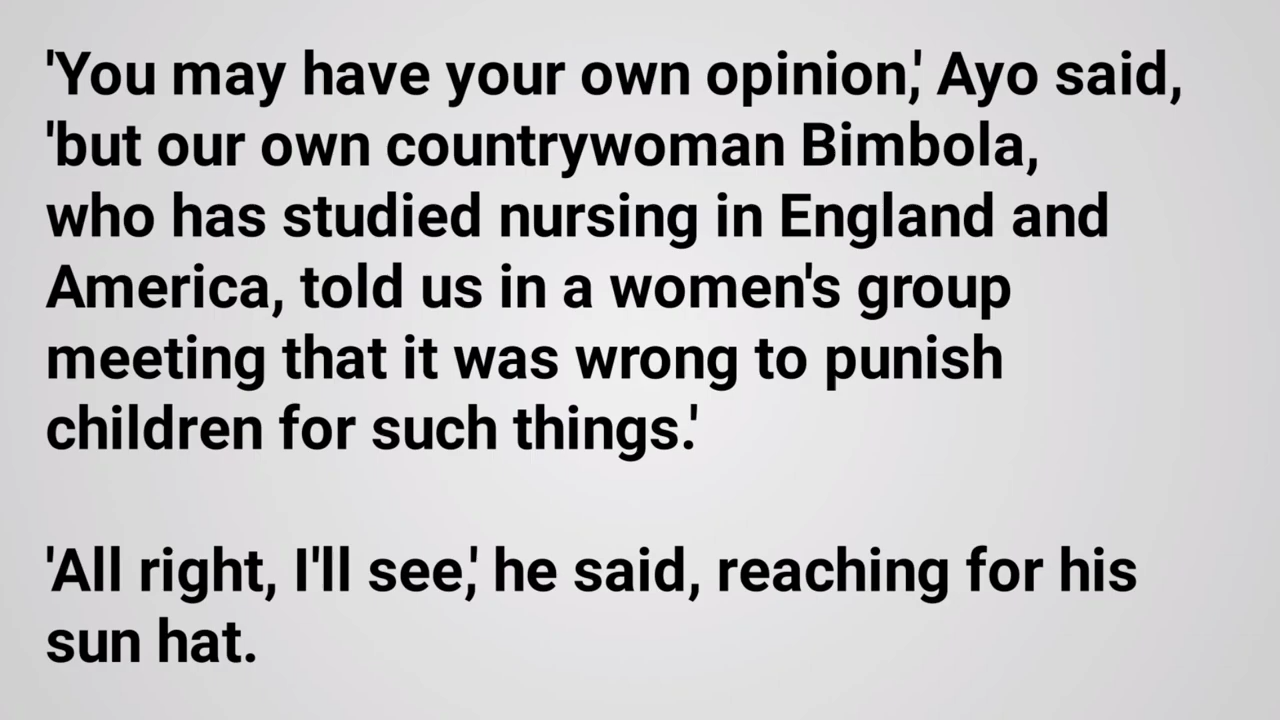 'You may have your own opinion,' Ayo said,
'but our own countrywoman Bimbola,
who has studied nursing in England and
America, told us in a women's group
meeting that it was wrong to punish
children for such things.'
'All right, I'll see,' he said, reaching for his
sun hat.